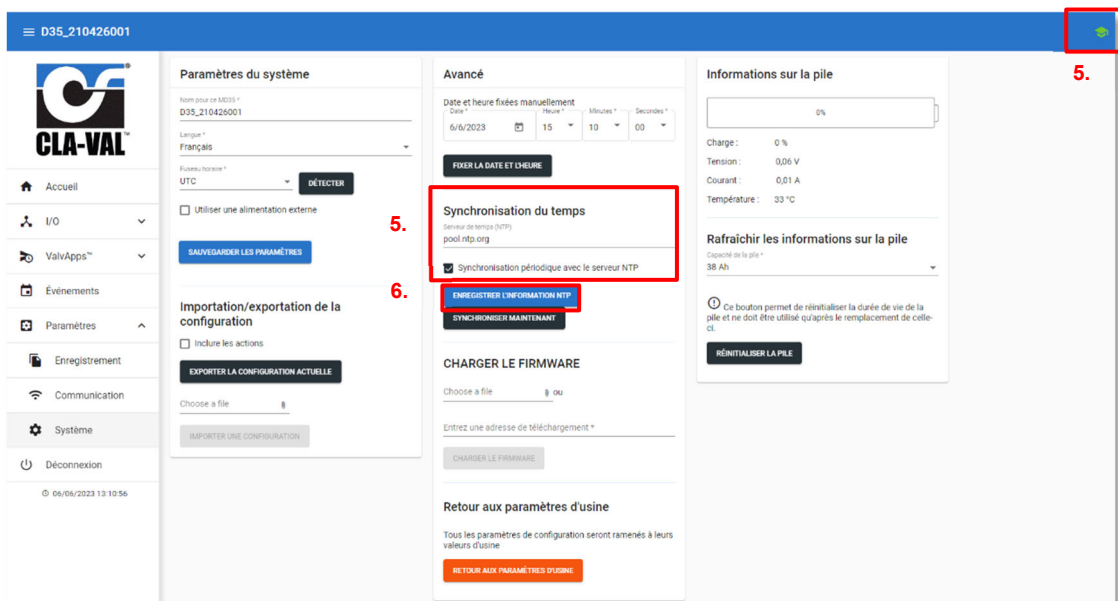 D35_210426001
5.
CLA-VAL™
Accueil
I/O
ValvApps™
Événements
Paramètres
Enregistrement
Communication
Système
Déconnexion
06/06/2023 13:10:56
Paramètres du système
Nom pour ce MD35 *
D35_210426001
Langue *
Français
Fuseau horaire *
UTC
DÉTECTER
Utiliser une alimentation externe
SAUVEGARDER LES PARAMÈTRES
Importation/exportation de la
configuration
Inclure les actions
EXPORTER LA CONFIGURATION ACTUELLE
Choose a file
IMPORTER UNE CONFIGURATION
Avancé
Date et heure fixées manuellement
Date * Heure * Minutes * Secondes *
6/6/2023 15 10 00
FIXER LA DATE ET L'HEURE
5.
Synchronisation du temps
Serveur de temps (NTP)
pool.ntp.org
Synchronisation périodique avec le serveur NTP
6.
ENREGISTRER L'INFORMATION NTP
SYNCHRONISER MAINTENANT
CHARGER LE FIRMWARE
Choose a file ou
Entrez une adresse de téléchargement *
CHARGER LE FIRMWARE
Retour aux paramètres d'usine
Tous les paramètres de configuration seront ramenés à leurs
valeurs d'usine
RETOUR AUX PARAMÈTRES D'USINE
Informations sur la pile
0%
Charge : 0 %
Tension : 0,06 V
Courant : 0,01 A
Température : 33 °C
Rafraîchir les informations sur la pile
Capacité de la pile *
38 Ah
Ce bouton permet de réinitialiser la durée de vie de la
pile et ne doit être utilisé qu'après le remplacement de celle-
ci.
RÉINITIALISER LA PILE